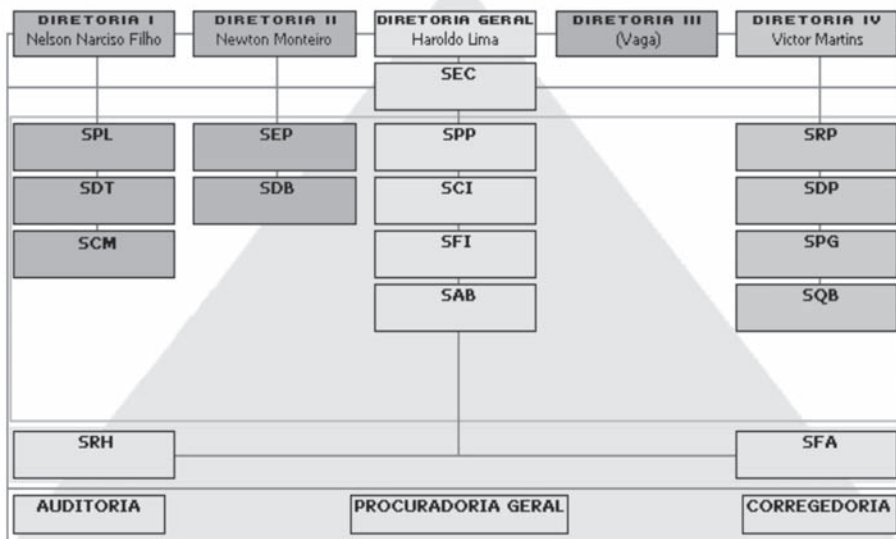 DIRETORIA I
Nelson Narciso Filho
DIRETORIA II
Newton Monteiro
DIRETORIA GERAL
Haroldo Lima
DIRETORIA III
(Vaga)
DIRETORIA IV
Victor Martins
SEC
SPL
SEP
SPP
SRP
SDT
SDB
SCI
SDP
SCM
SFI
SPG
SAB
SQB
SRH
SFA
AUDITORIA
PROCURADORIA GERAL
CORREGEDORIA